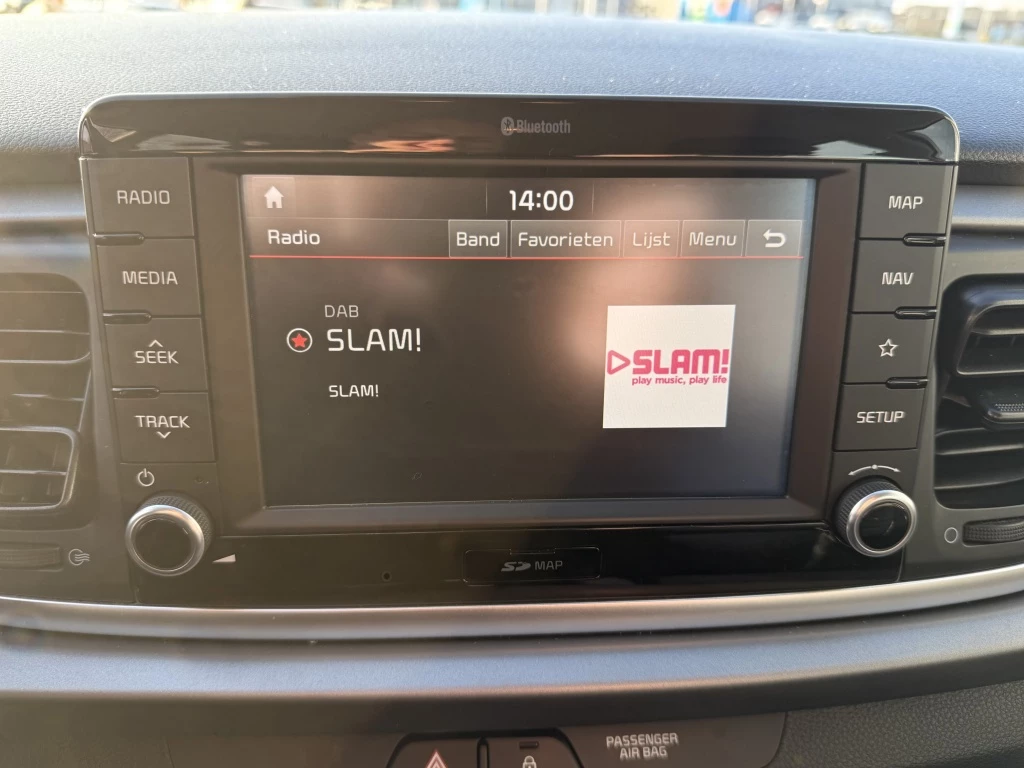 Bluetooth
RADIO
MEDIA
SEEK
TRACK
14:00
Radio
Band
Favorieten
Lijst
Menu
DAB
SLAM!
SLAM!
SLAM!
play music, play life
MAP
NAV
SETUP
SD MAP
PASSENGER
AIR BAG